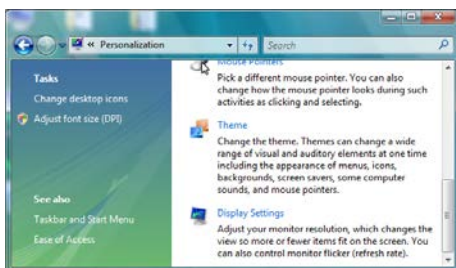 « Personalization
Search
Tasks
Change desktop icons
Adjust font size (DPI)
See also
Taskbar and Start Menu
Ease of Access
Mouse Pointers
Pick a different mouse pointer. You can also
change how the mouse pointer looks during such
activities as clicking and selecting.
Theme
Change the theme. Themes can change a wide
range of visual and auditory elements at one time
including the appearance of menus, icons,
backgrounds, screen savers, some computer
sounds, and mouse pointers.
Display Settings
Adjust your monitor resolution, which changes the
view so more or fewer items fit on the screen. You
can also control monitor flicker (refresh rate).